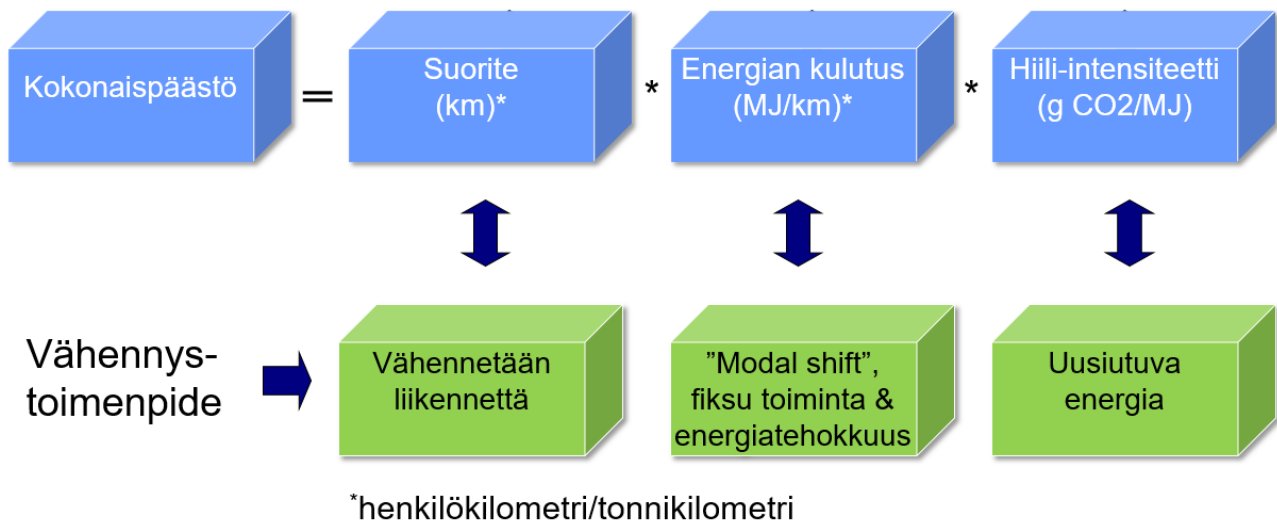 Kokonaispäästö
=
Suorite
(km)*
*
Energian kulutus
(MJ/km)*
*
Hiili-intensiteetti
(g CO2/MJ)
Vähennys-
toimenpide
Vähennetään
liikennettä
”Modal shift”,
fiksu toiminta &
energiatehokkuus
Uusiutuva
energia
*henkilökilometri/tonnikilometri